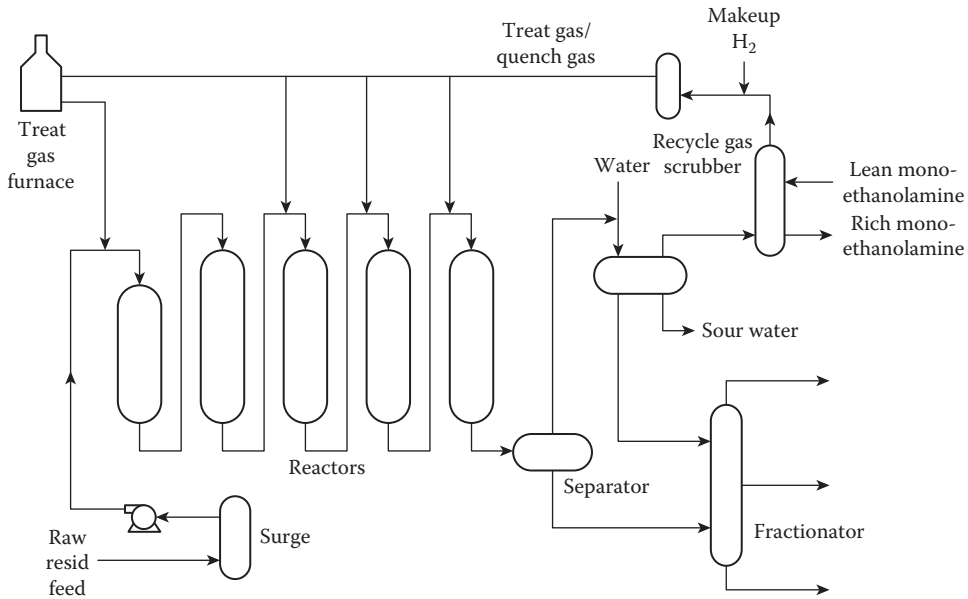 Treat gas/
quench gas
Makeup
H2
Treat
gas
furnace
Recycle gas
scrubber
Water
Lean mono-
ethanolamine
Rich mono-
ethanolamine
Sour water
Reactors
Separator
Surge
Fractionator
Raw
resid
feed